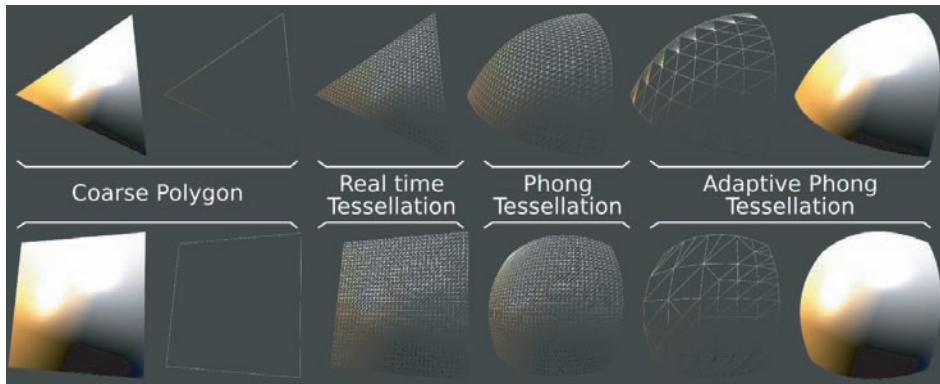 Coarse Polygon
Real time
Tessellation
Phong
Tessellation
Adaptive Phong
Tessellation